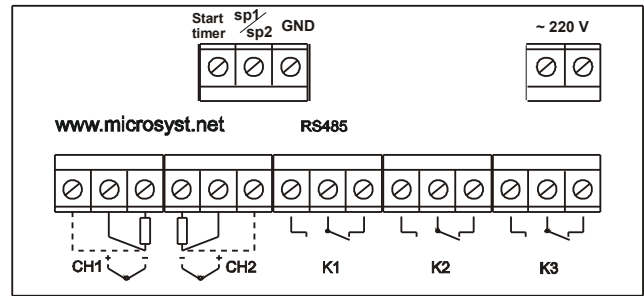 Start timer
sp1/sp2
GND
~ 220 V
www.microsyst.net
RS485
CH1
+
-
-
+
CH2
K1
K2
K3